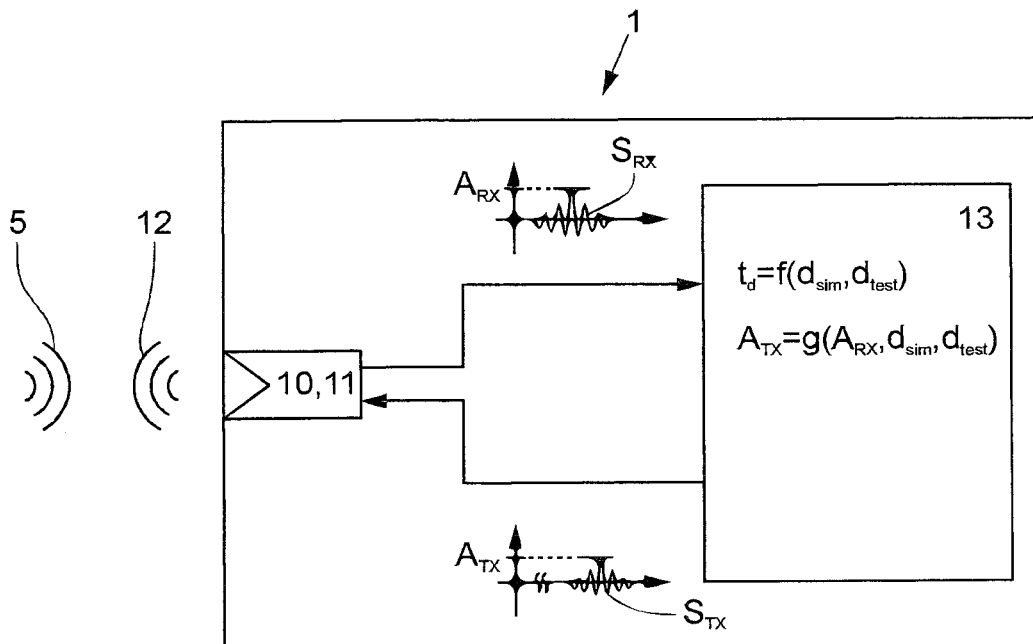 1
S_RX
A_RX
5
12
13
t_d=f(d_sim,d_test)
A_TX=g(A_RX,d_sim,d_test)
10,11
A_TX
S_TX